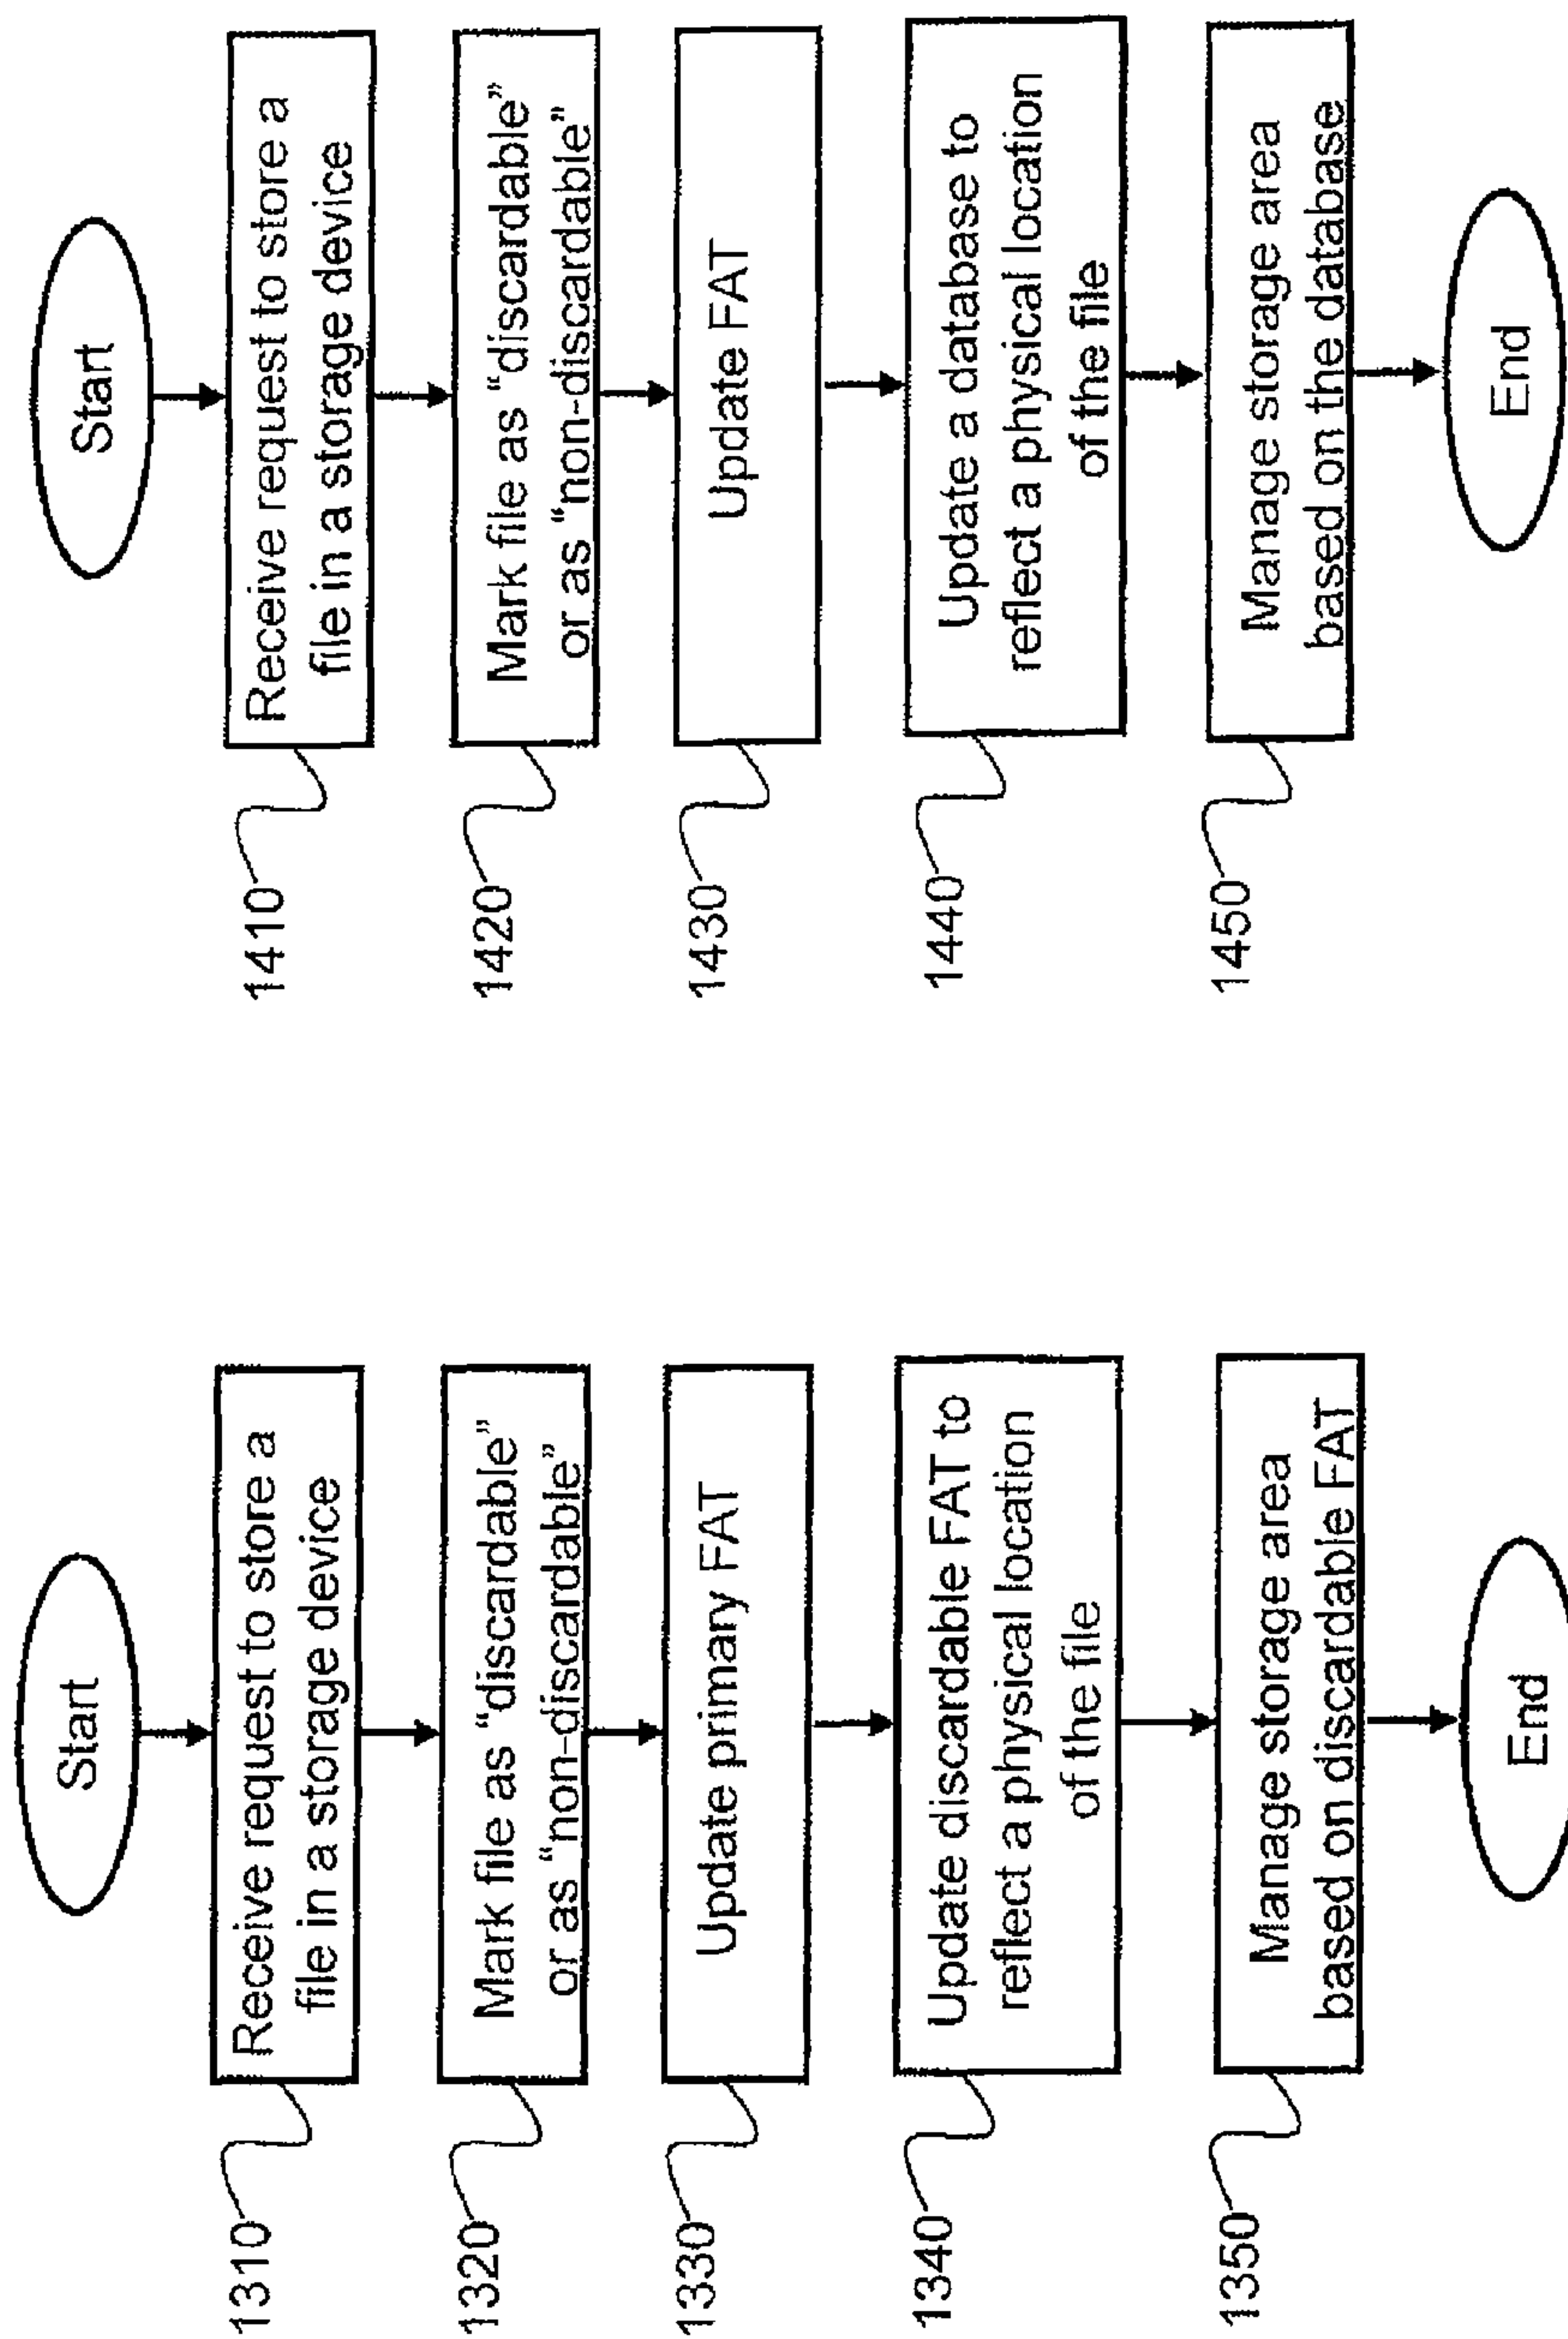 Start
1310
Receive request to store a
file in a storage device
1320
Mark file as “discardable”
or as “non-discardable”
1330
Update primary FAT
1340
Update discardable FAT to
reflect a physical location
of the file
1350
Manage storage area
based on discardable FAT
End
Start
1410
Receive request to store a
file in a storage device
1420
Mark file as “discardable”
or as “non-discardable”
1430
Update FAT
1440
Update a database to
reflect a physical location
of the file
1450
Manage storage area
based on the database
End